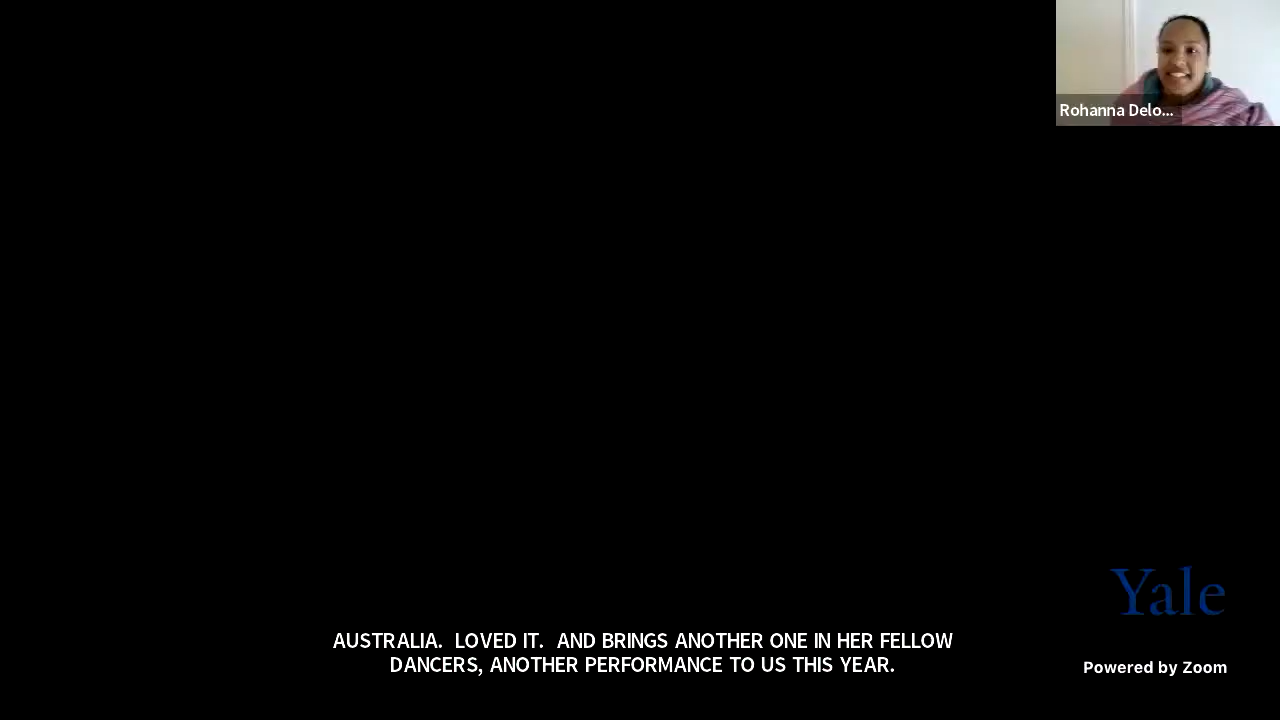 Rohanna Delo...
Yale
AUSTRALIA. LOVED IT. AND BRINGS ANOTHER ONE IN HER FELLOW
DANCERS, ANOTHER PERFORMANCE TO US THIS YEAR.
Powered by Zoom